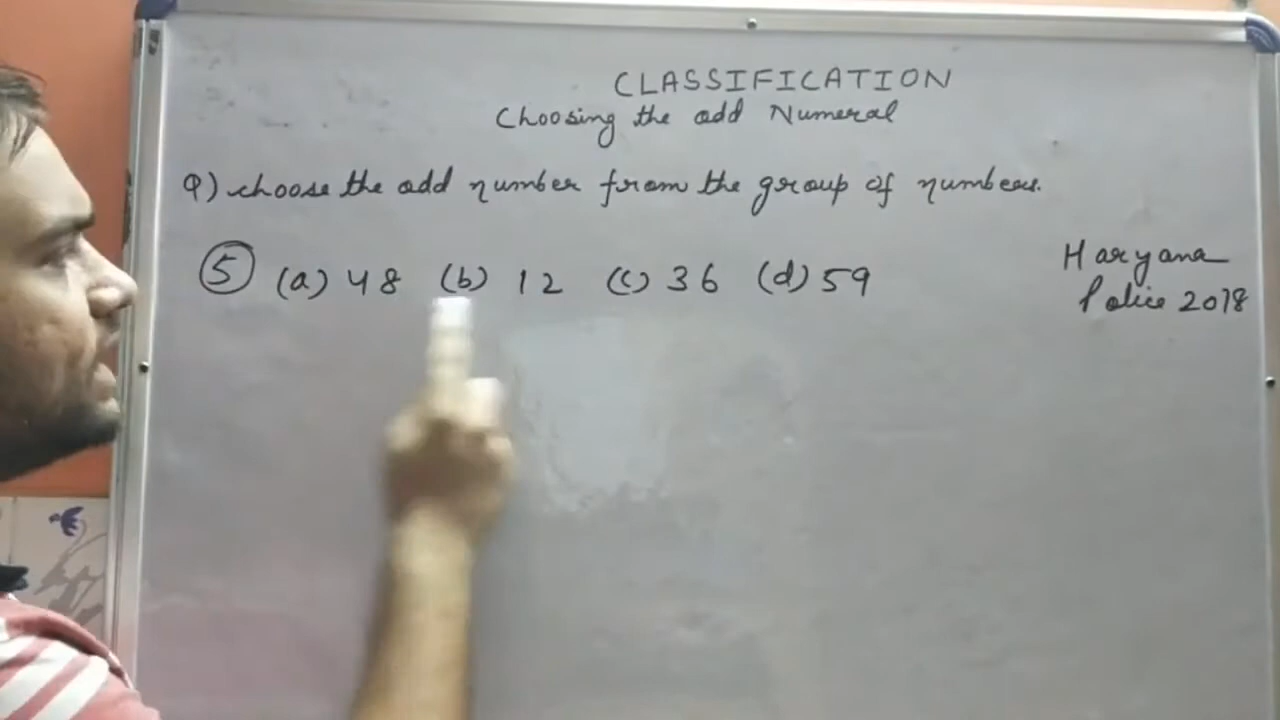 CLASSIFICATION
Choosing the odd Numeral
Q) choose the odd number from the group of numbers.
(5) (a) 48 (b) 12 (c) 36 (d) 59
Haryana
Police 2018